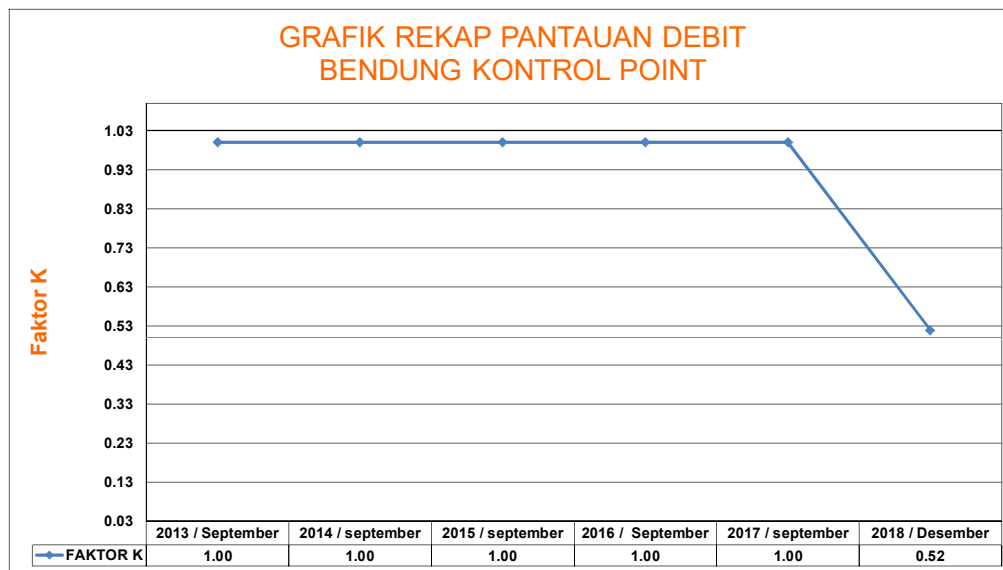 GRAFIK REKAP PANTAUAN DEBIT
BENDUNG KONTROL POINT
Faktor K
1.03
0.93
0.83
0.73
0.63
0.53
0.43
0.33
0.23
0.13
0.03
2013 / September 2014 / september 2015 / september 2016 / September 2017 / september 2018 / Desember
FAKTOR K 1.00 1.00 1.00 1.00 1.00 0.52